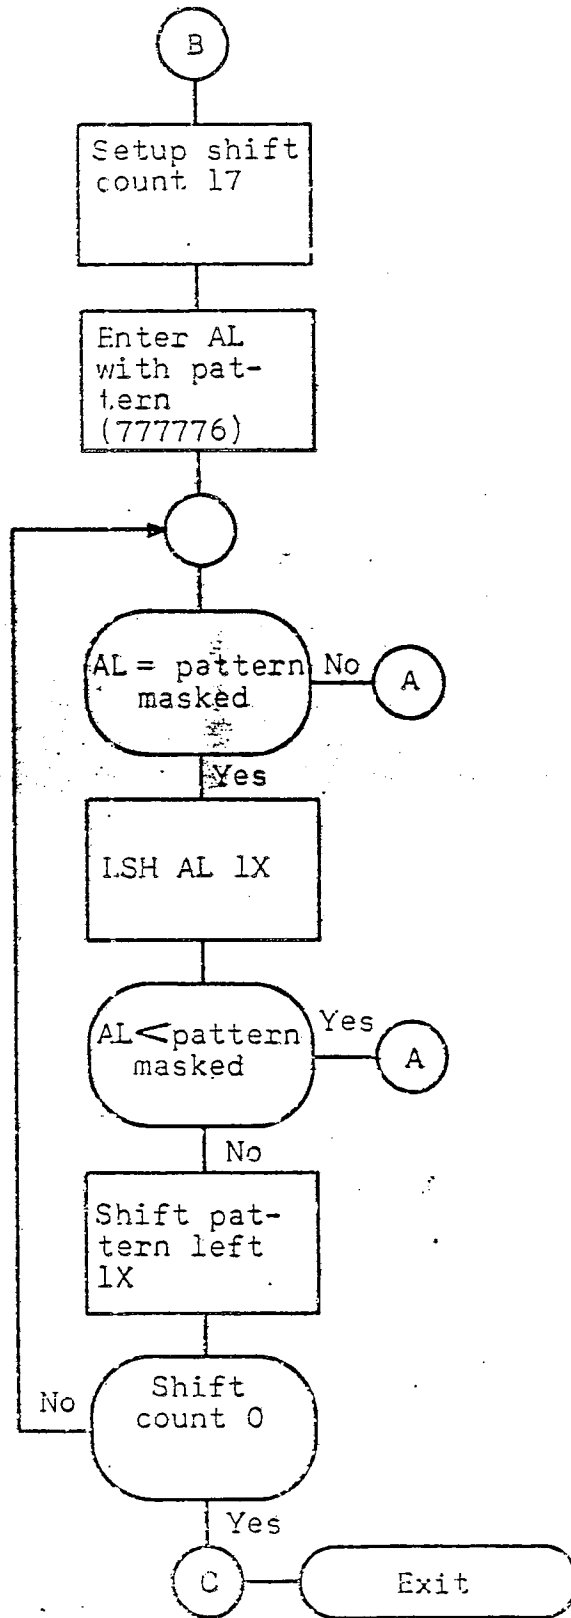 B
Setup shift
count 17
Enter AL
with pat-
tern
(777776)
AL = pattern
masked
No
A
Yes
LSH AL 1X
AL<pattern
masked
Yes
A
No
Shift pat-
tern left
1X
Shift
count 0
No
Yes
C
Exit